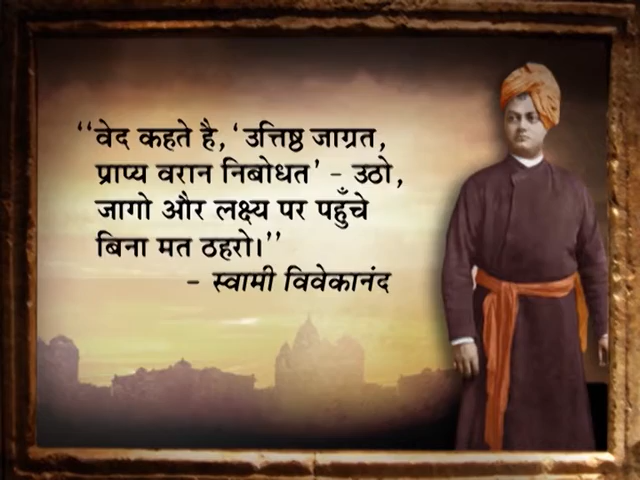 “वेद कहते है, ‘उत्तिष्ठ जाग्रत,
प्राप्य वरान निबोधत’ - उठो,
जागो और लक्ष्य पर पहुँचे
बिना मत ठहरो।”
- स्वामी विवेकानंद